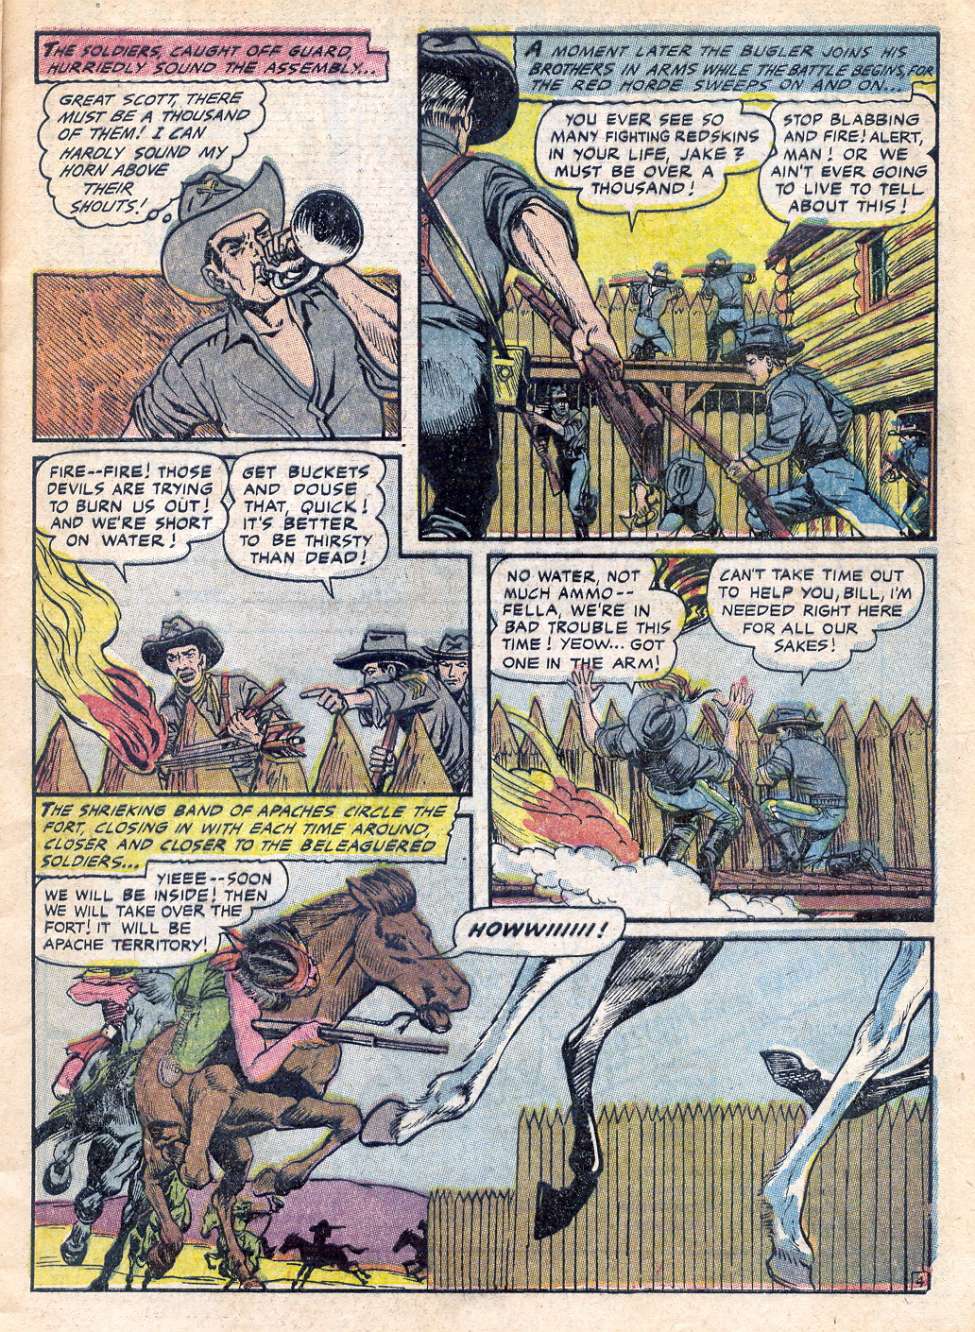 THE SOLDIERS, CAUGHT OFF GUARD,
HURRIEDLY SOUND THE ASSEMBLY...
GREAT SCOTT, THERE
MUST BE A THOUSAND
OF THEM! I CAN
HARDLY SOUND MY
HORN ABOVE
THEIR
SHOUTS!
A MOMENT LATER THE BUGLER JOINS HIS
BROTHERS IN ARMS WHILE THE BATTLE BEGINS, FOR
THE RED HORDE SWEEPS ON AND ON...
YOU EVER SEE SO
MANY FIGHTING REDSKINS
IN YOUR LIFE, JAKE?
MUST BE OVER A
THOUSAND!
STOP BLABBING
AND FIRE! ALERT,
MAN! OR WE
AIN'T EVER GOING
TO LIVE TO TELL
ABOUT THIS!
FIRE--FIRE! THOSE
DEVILS ARE TRYING
TO BURN US OUT!
AND WE'RE SHORT
ON WATER!
GET BUCKETS
AND DOUSE
THAT, QUICK!
IT'S BETTER
TO BE THIRSTY
THAN DEAD!
NO WATER, NOT
MUCH AMMO--
FELLA, WE'RE IN
BAD TROUBLE THIS
TIME! YEOW... GOT
ONE IN THE ARM!
CAN'T TAKE TIME OUT
TO HELP YOU, BILL, I'M
NEEDED RIGHT HERE
FOR ALL OUR
SAKES!
THE SHRIEKING BAND OF APACHES CIRCLE THE
FORT, CLOSING IN WITH EACH TIME AROUND,
CLOSER AND CLOSER TO THE BELEAGUERED
SOLDIERS...
YIEEE--SOON
WE WILL BE INSIDE! THEN
WE WILL TAKE OVER THE
FORT! IT WILL BE
APACHE TERRITORY!
HOWWIIIIII!
4